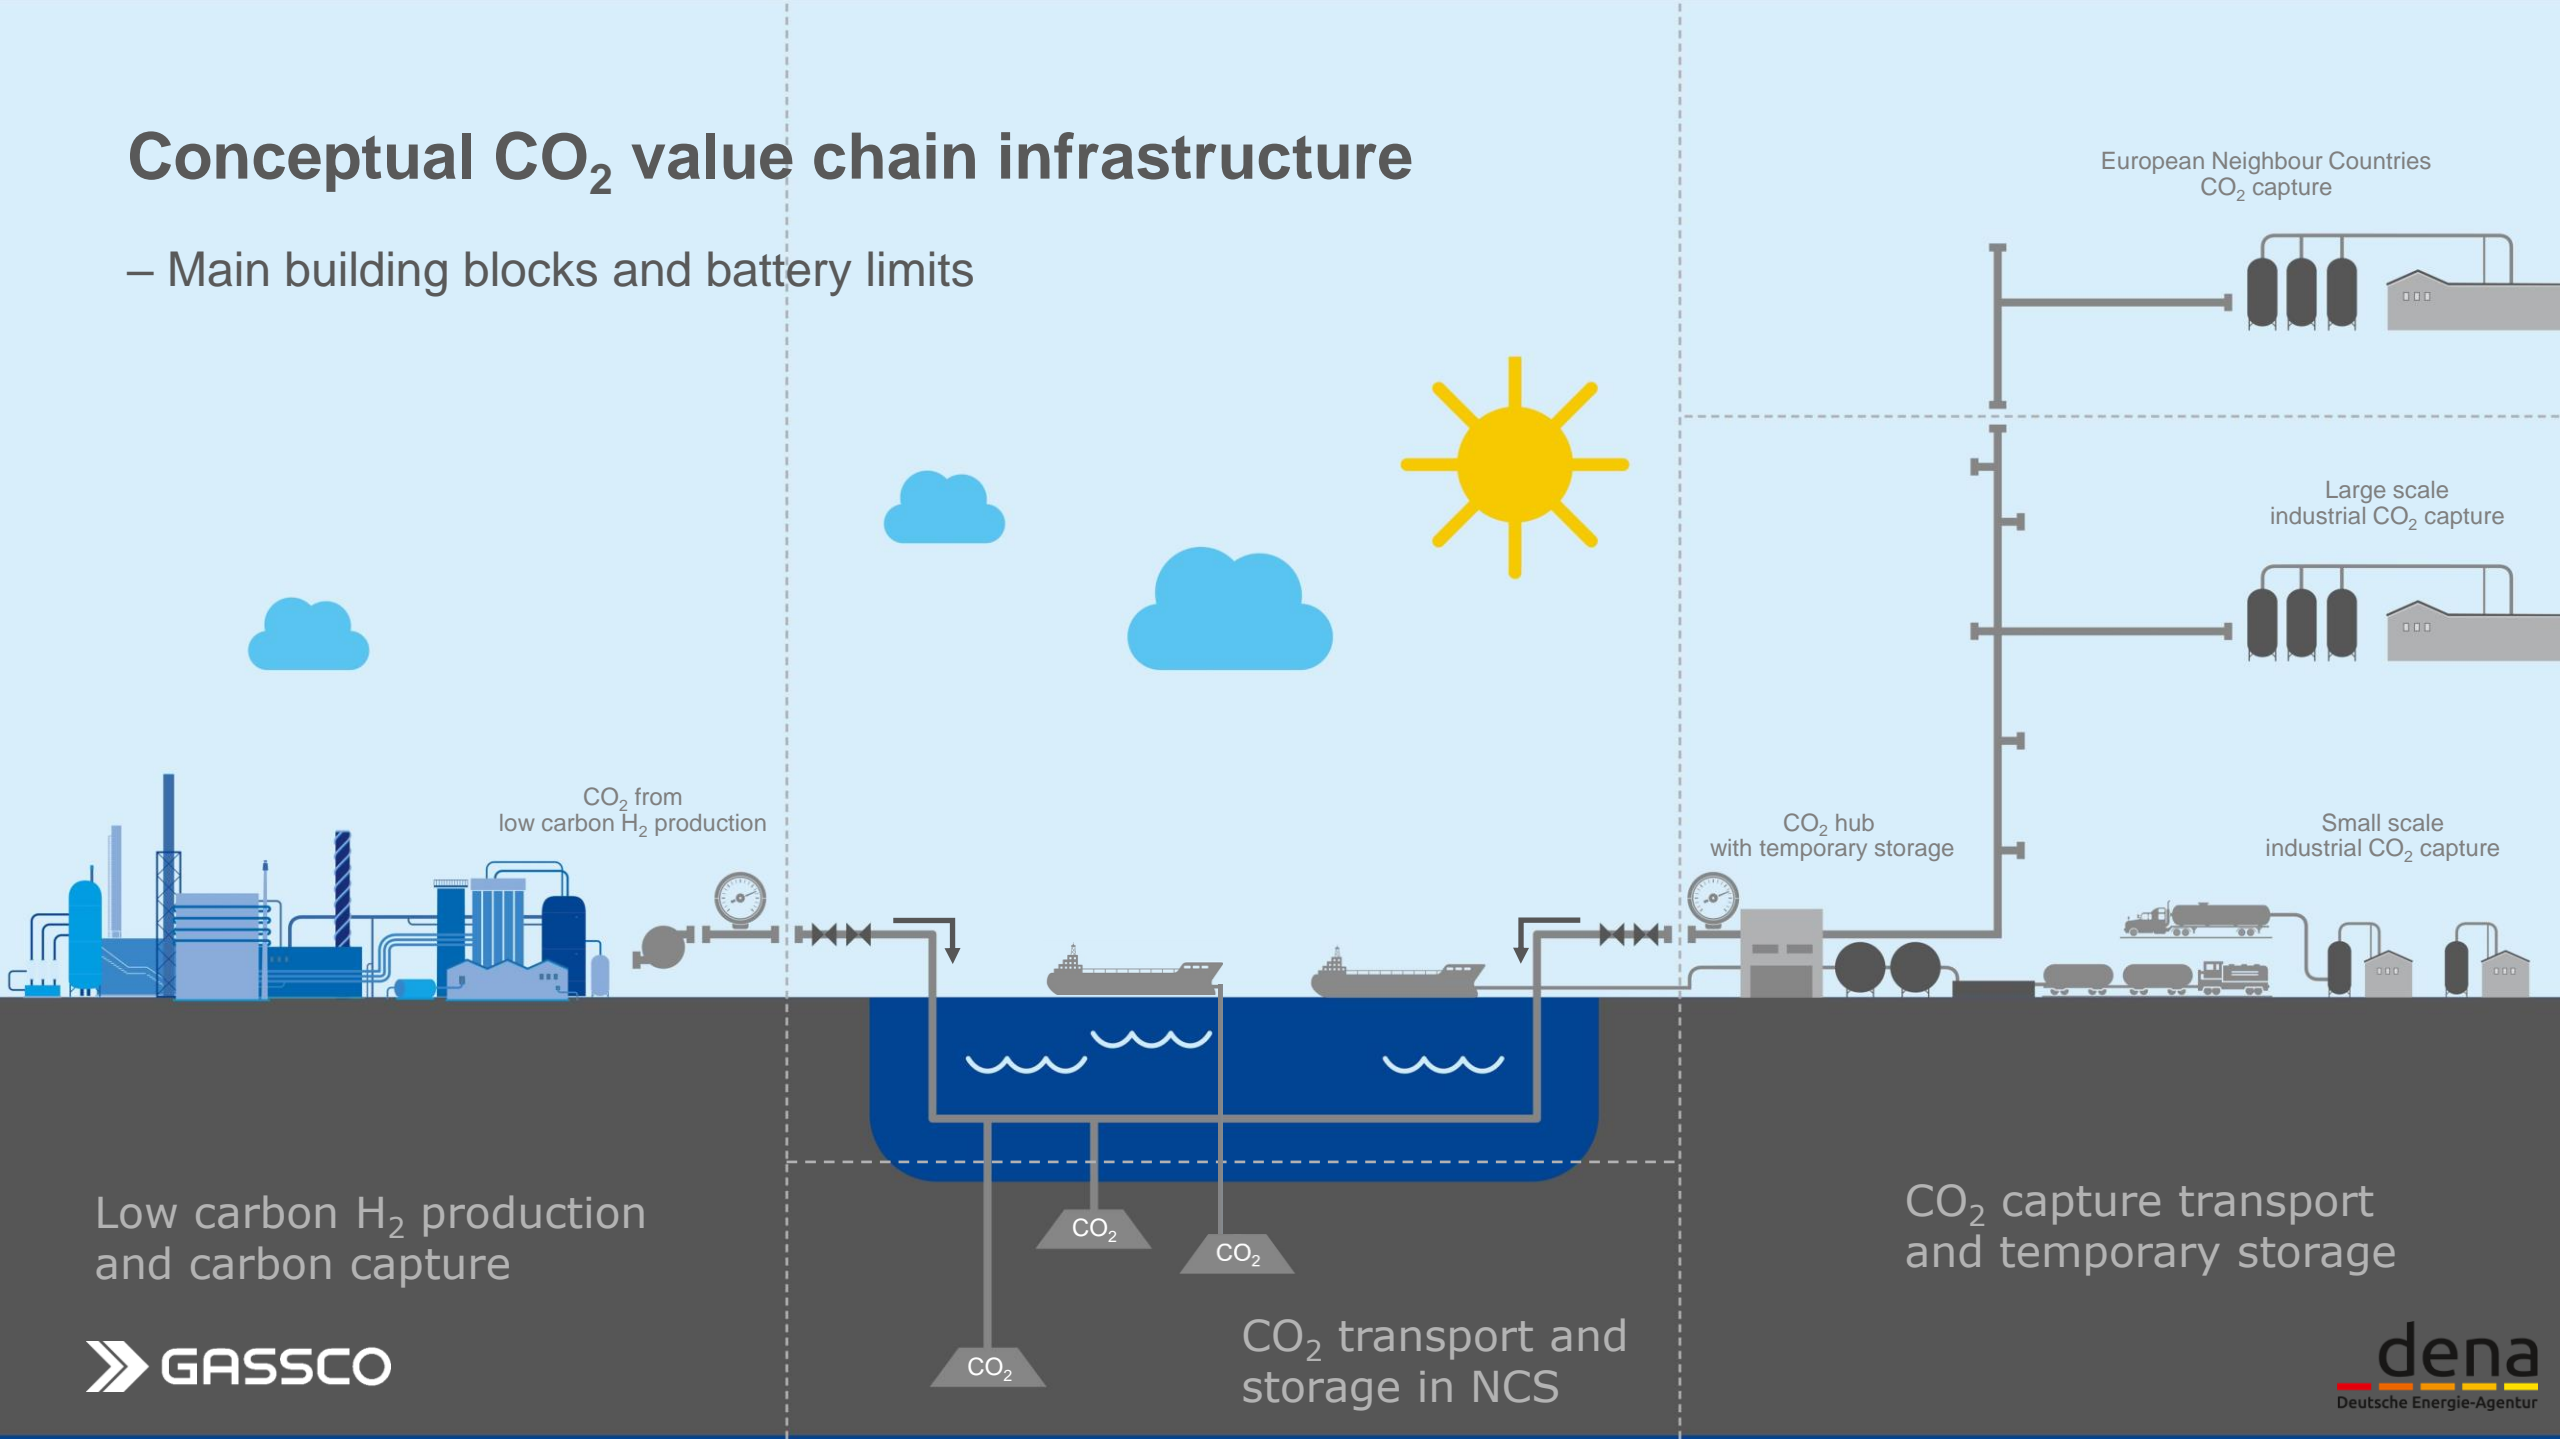 Conceptual CO₂ value chain infrastructure
– Main building blocks and battery limits
European Neighbour Countries
CO₂ capture
Large scale
industrial CO₂ capture
CO₂ from
low carbon H₂ production
CO₂ hub
with temporary storage
Small scale
industrial CO₂ capture
Low carbon H₂ production
and carbon capture
CO₂
CO₂
CO₂
CO₂ transport and
storage in NCS
CO₂ capture transport
and temporary storage
GASSCO
dena
Deutsche Energie-Agentur